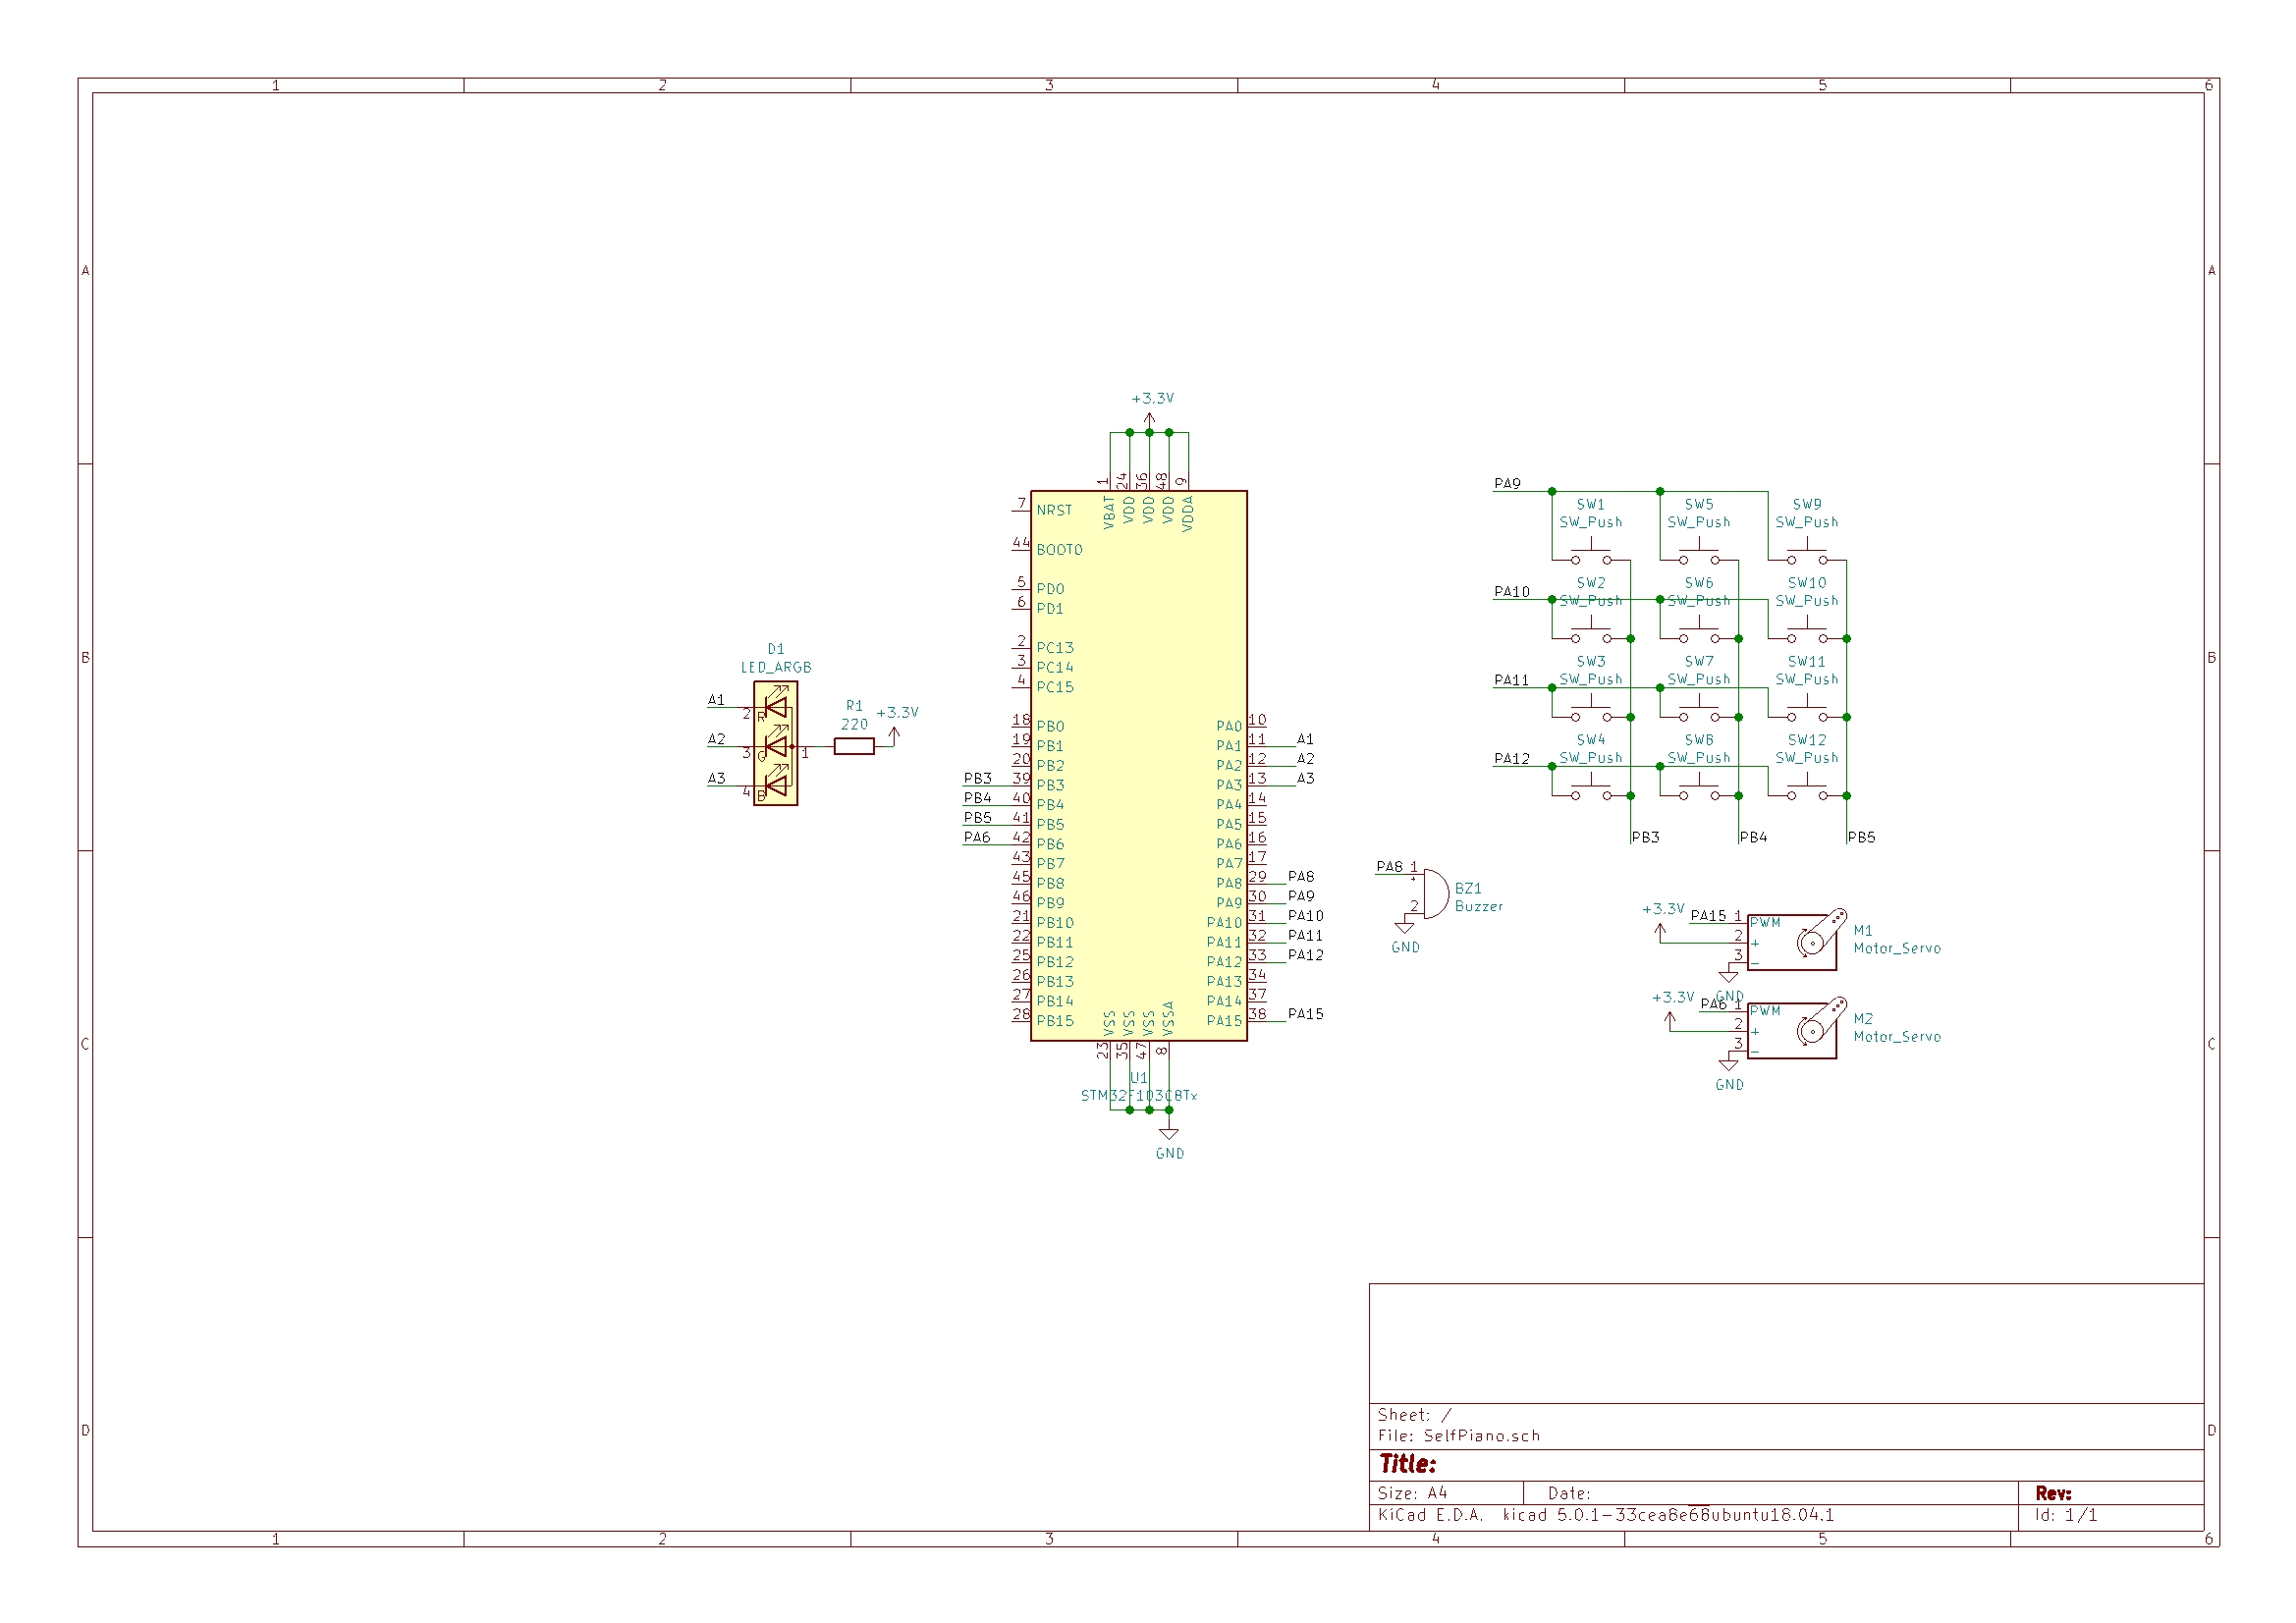 1 2 3 4 5 6
A A
+3.3V
1 24 36 48 9
VBAT VDD VDD VDD VDDA
7 NRST
44 BOOT0
5 PD0
6 PD1
2 PC13
3 PC14
4 PC15
18 PB0
19 PB1
20 PB2
PB3 39 PB3
PB4 40 PB4
PB5 41 PB5
PA6 42 PB6
43 PB7
45 PB8
46 PB9
21 PB10
22 PB11
25 PB12
26 PB13
27 PB14
28 PB15
PA0 10
PA1 11 A1
PA2 12 A2
PA3 13 A3
PA4 14
PA5 15
PA6 16
PA7 17
PA8 29 PA8
PA9 30 PA9
PA10 31 PA10
PA11 32 PA11
PA12 33 PA12
PA13 34
PA14 37
PA15 38 PA15
VSS VSS VSS VSSA
23 35 47 8
U1
STM32F103C8Tx
GND
B B
D1
LED_ARGB
A1 2 R
A2 3 G 1
A3 4 B
R1
220
+3.3V
PA9
SW1 SW5 SW9
SW_Push SW_Push SW_Push
SW2 SW6 SW10
PA10 SW_Push SW_Push SW_Push
SW3 SW7 SW11
PA11 SW_Push SW_Push SW_Push
SW4 SW8 SW12
PA12 SW_Push SW_Push SW_Push
PB3 PB4 PB5
PA8 1
+
2
BZ1
Buzzer
GND
+3.3V PA15 1 PWM
2 +
3 -
M1
Motor_Servo
GND
+3.3V PA6 1 PWM
2 +
3 -
M2
Motor_Servo
GND
C C
D D
Sheet: /
File: SelfPiano.sch
Title:
Size: A4 Date: Rev:
KiCad E.D.A. kicad 5.0.1-33cea8e68ubuntu18.04.1 Id: 1/1
1 2 3 4 5 6